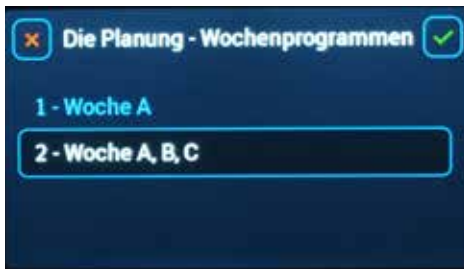 Die Planung - Wochenprogrammen
1 - Woche A
2 - Woche A, B, C